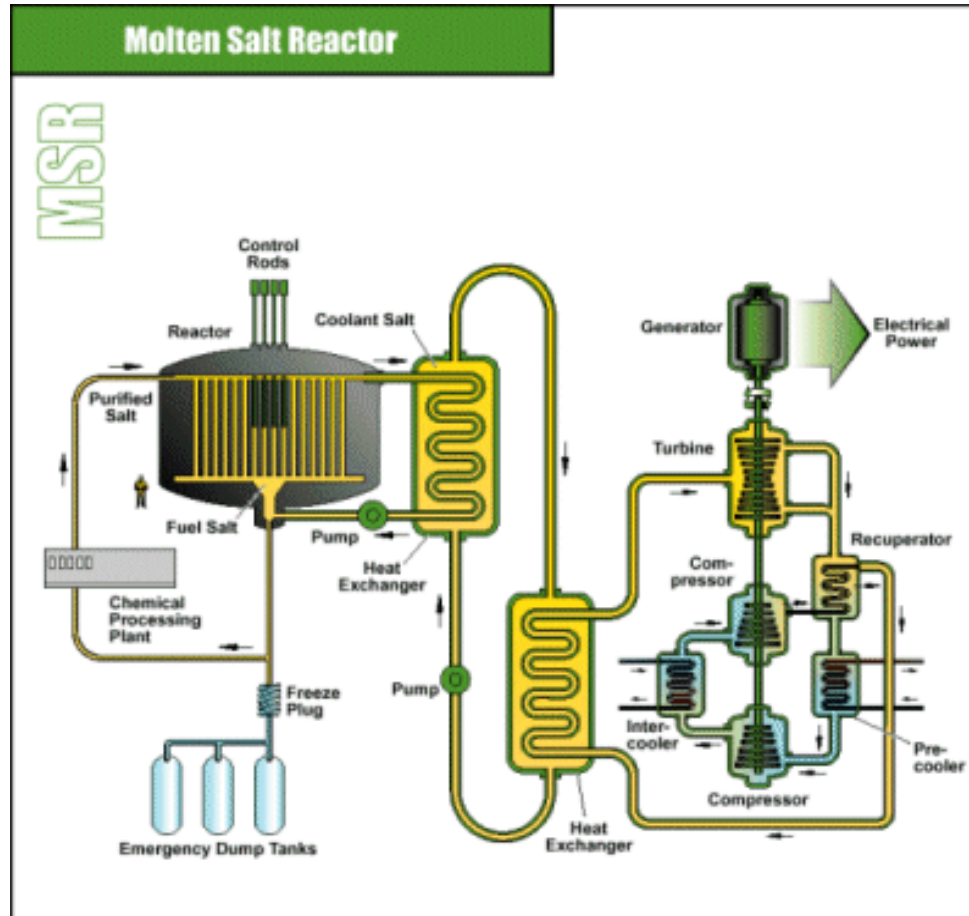 Molten Salt Reactor
MSR
Control
Rods
Reactor
Coolant Salt
Purified
Salt
Fuel Salt
Pump
Heat
Exchanger
Chemical
Processing
Plant
Freeze
Plug
Emergency Dump Tanks
Pump
Heat
Exchanger
Generator
Electrical
Power
Turbine
Recuperator
Com-
pressor
Inter-
cooler
Compressor
Pre-
cooler